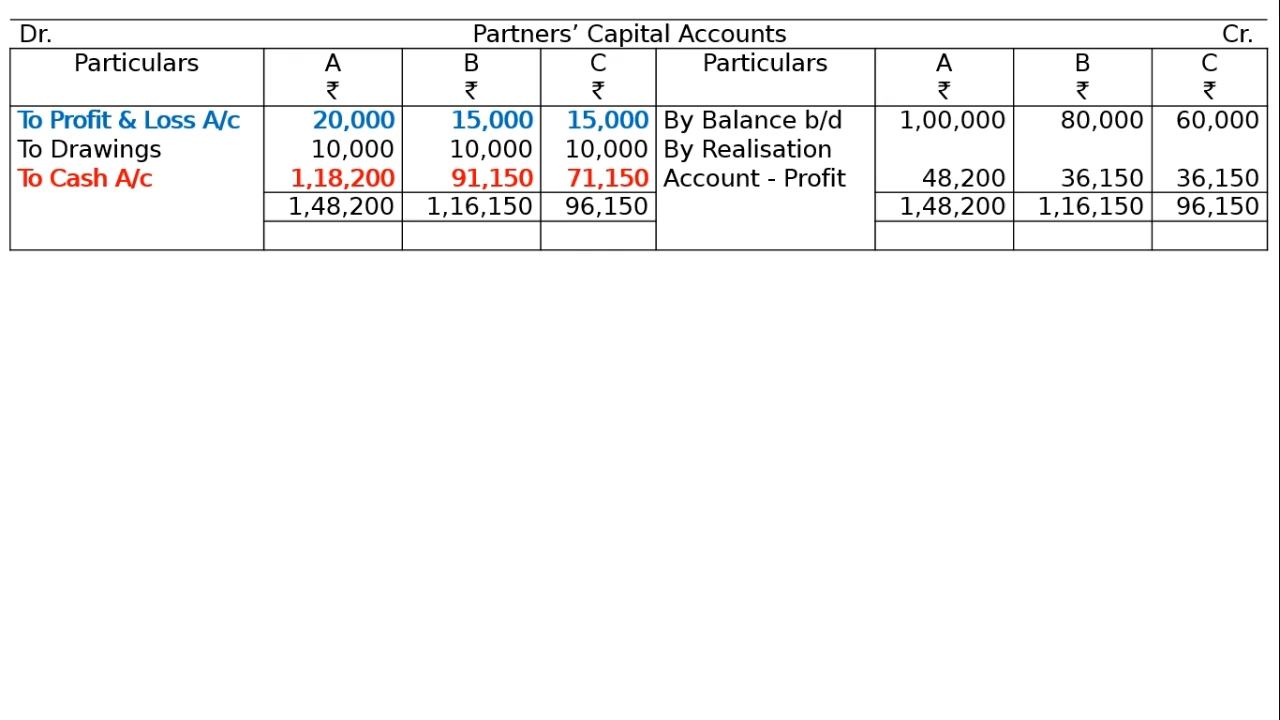 Dr. Partners’ Capital Accounts Cr.
Particulars A B C Particulars A B C
₹ ₹ ₹ ₹ ₹ ₹
To Profit & Loss A/c 20,000 15,000 15,000 By Balance b/d 1,00,000 80,000 60,000
To Drawings 10,000 10,000 10,000 By Realisation
To Cash A/c 1,18,200 91,150 71,150 Account - Profit 48,200 36,150 36,150
1,48,200 1,16,150 96,150 1,48,200 1,16,150 96,150